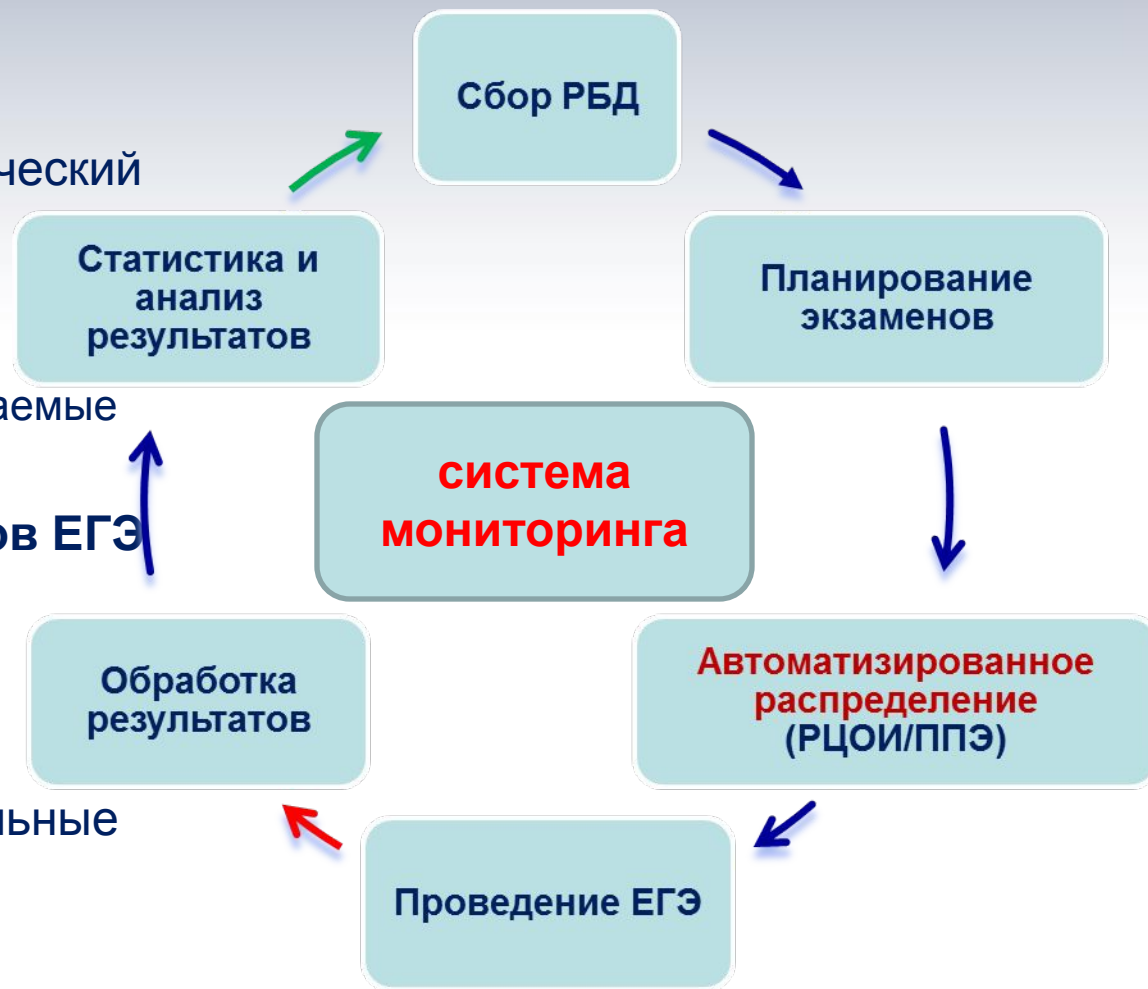 Сбор РБД
ческий
Статистика и
анализ
результатов
Планирование
экзаменов
аемые
система
мониторинга
ов ЕГЭ
Обработка
результатов
Автоматизированное
распределение
(РЦОИ/ППЭ)
льные
Проведение ЕГЭ